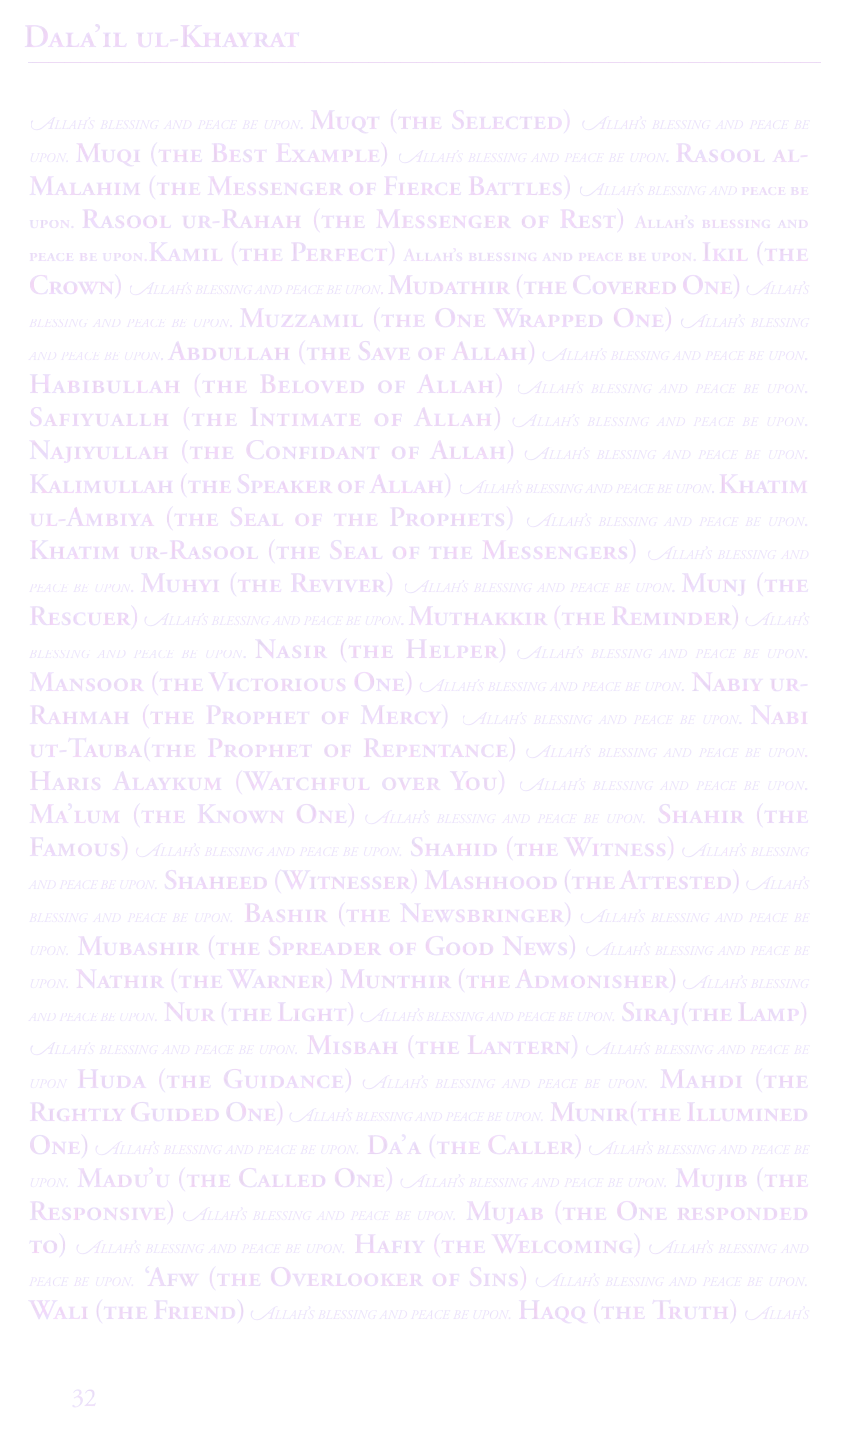 Dala'il ul-Khayrat
Allah's blessing and peace be upon. Muqt (the Selected) Allah's blessing and peace be
upon. Muqi (the Best Example) Allah's blessing and peace be upon. Rasool al-
Malahim (the Messenger of Fierce Battles) Allah's blessing and peace be
upon. Rasool ur-Rahah (the Messenger of Rest) Allah's blessing and
peace be upon.Kamil (the Perfect) Allah's blessing and peace be upon. Ikil (the
Crown) Allah's blessing and peace be upon. Mudathir (the Covered One) Allah's
blessing and peace be upon. Muzzamil (the One Wrapped One) Allah's blessing
and peace be upon. Abdullah (the Save of Allah) Allah's blessing and peace be upon.
Habibullah (the Beloved of Allah) Allah's blessing and peace be upon.
Safiyuallh (the Intimate of Allah) Allah's blessing and peace be upon.
Najiyullah (the Confidant of Allah) Allah's blessing and peace be upon.
Kalimullah (the Speaker of Allah) Allah's blessing and peace be upon. Khatim
ul-Ambiya (the Seal of the Prophets) Allah's blessing and peace be upon.
Khatim ur-Rasool (the Seal of the Messengers) Allah's blessing and
peace be upon. Muhyi (the Reviver) Allah's blessing and peace be upon. Munj (the
Rescuer) Allah's blessing and peace be upon. Muthakkir (the Reminder) Allah's
blessing and peace be upon. Nasir (the Helper) Allah's blessing and peace be upon.
Mansoor (the Victorious One) Allah's blessing and peace be upon. Nabiy ur-
Rahmah (the Prophet of Mercy) Allah's blessing and peace be upon. Nabi
ut-Tauba(the Prophet of Repentance) Allah's blessing and peace be upon.
Haris Alaykum (Watchful over You) Allah's blessing and peace be upon.
Ma'lum (the Known One) Allah's blessing and peace be upon. Shahir (the
Famous) Allah's blessing and peace be upon. Shahid (the Witness) Allah's blessing
and peace be upon. Shaheed (Witnesser) Mashhood (the Attested) Allah's
blessing and peace be upon. Bashir (the Newsbringer) Allah's blessing and peace be
upon. Mubashir (the Spreader of Good News) Allah's blessing and peace be
upon. Nathir (the Warner) Munthir (the Admonisher) Allah's blessing
and peace be upon. Nur (the Light) Allah's blessing and peace be upon. Siraj(the Lamp)
Allah's blessing and peace be upon. Misbah (the Lantern) Allah's blessing and peace be
upon Huda (the Guidance) Allah's blessing and peace be upon. Mahdi (the
Rightly Guided One) Allah's blessing and peace be upon. Munir(the Illumined
One) Allah's blessing and peace be upon. Da'a (the Caller) Allah's blessing and peace be
upon. Madu'u (the Called One) Allah's blessing and peace be upon. Mujib (the
Responsive) Allah's blessing and peace be upon. Mujab (the One responded
to) Allah's blessing and peace be upon. Hafiy (the Welcoming) Allah's blessing and
peace be upon. 'Afw (the Overlooker of Sins) Allah's blessing and peace be upon.
Wali (the Friend) Allah's blessing and peace be upon. Haqq (the Truth) Allah's
32